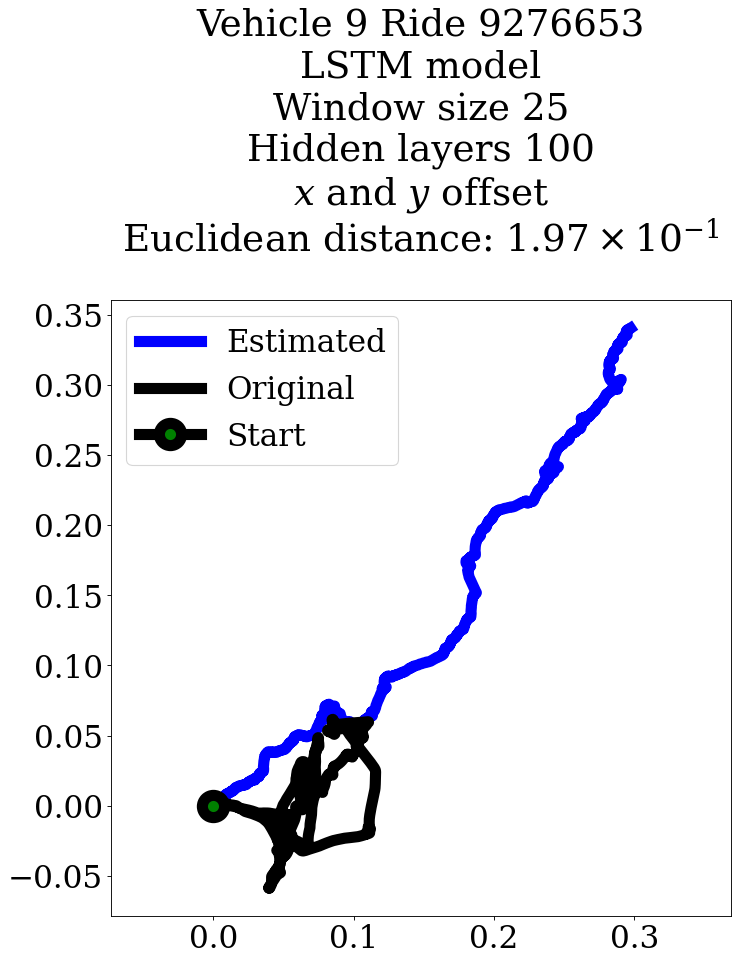 Vehicle 9 Ride 9276653
LSTM model
Window size 25
Hidden layers 100
x and y offset
Euclidean distance: 1.97 × 10⁻¹
0.35
0.30
0.25
0.20
0.15
0.10
0.05
0.00
−0.05
Estimated
Original
Start
0.0 0.1 0.2 0.3